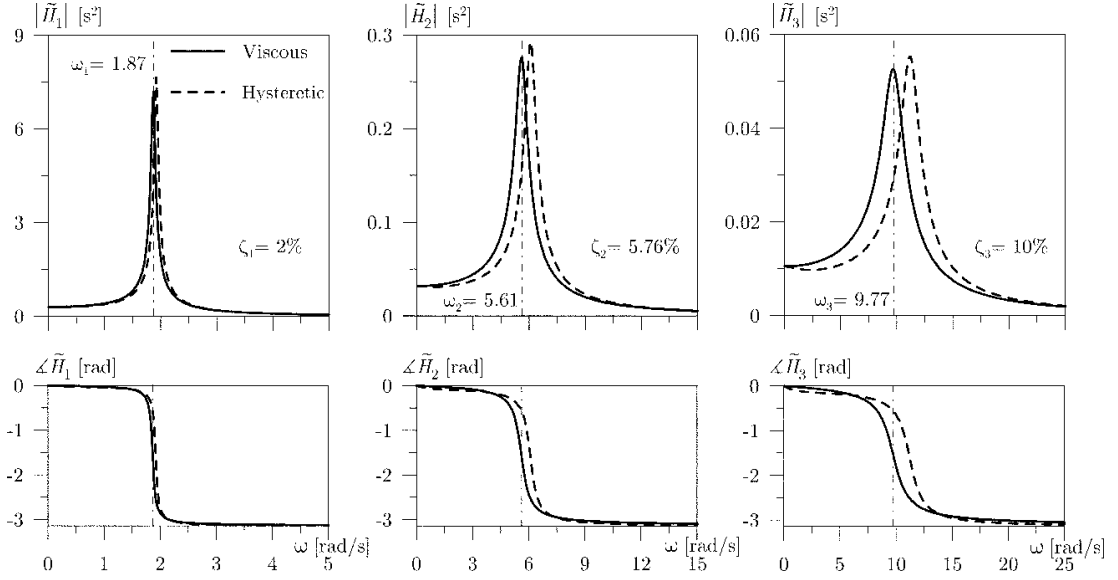 |H̃₁| [s²]
9
6
3
0
ω₁= 1.87
Viscous
Hysteretic
ζ₁= 2%
|H̃₂| [s²]
0.3
0.2
0.1
0
ζ₂= 5.76%
ω₂= 5.61
|H̃₃| [s²]
0.06
0.04
0.02
0
ζ₃= 10%
ω₃= 9.77
∡H̃₁ [rad]
0
-1
-2
-3
ω [rad/s]
0 1 2 3 4 5
∡H̃₂ [rad]
0
-1
-2
-3
ω [rad/s]
0 3 6 9 12 15
∡H̃₃ [rad]
0
-1
-2
-3
ω [rad/s]
0 5 10 15 20 25